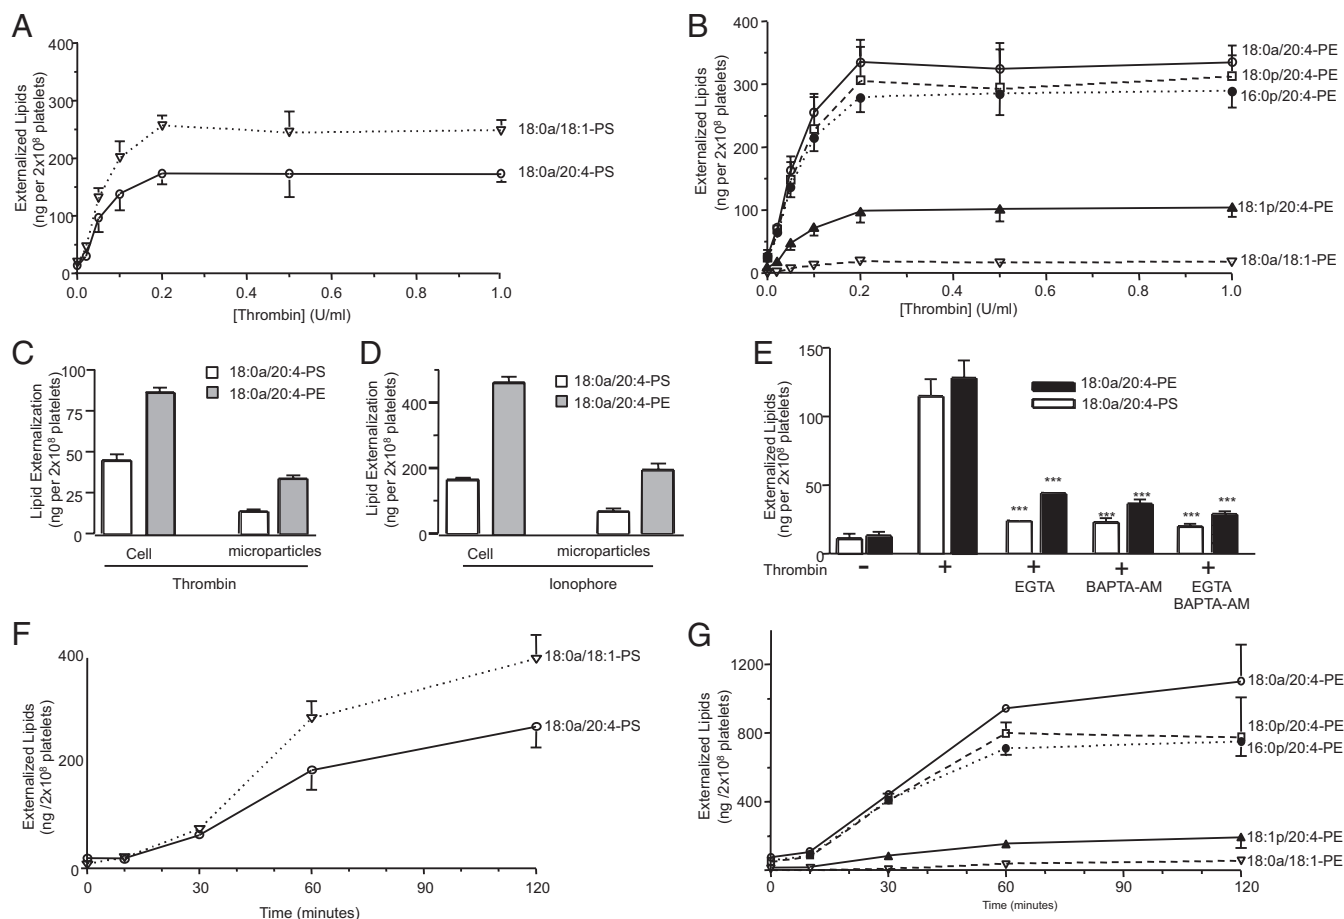 A
Externalized Lipids
(ng per 2x10⁸ platelets)
400
300
200
100
0
0.0 0.2 0.4 0.6 0.8 1.0
[Thrombin] (U/ml)
18:0a/18:1-PS
18:0a/20:4-PS
B
Externalized Lipids
(ng per 2x10⁸ platelets)
400
300
200
100
0
0.0 0.2 0.4 0.6 0.8 1.0
[Thrombin] (U/ml)
18:0a/20:4-PE
18:0p/20:4-PE
16:0p/20:4-PE
18:1p/20:4-PE
18:0a/18:1-PE
C
Lipid Externalization
(ng per 2x10⁸ platelets)
100
75
50
25
0
18:0a/20:4-PS
18:0a/20:4-PE
Cell microparticles
Thrombin
D
Lipid Externalization
(ng per 2x10⁸ platelets)
400
200
0
18:0a/20:4-PS
18:0a/20:4-PE
Cell microparticles
Ionophore
E
Externalized Lipids
(ng per 2x10⁸ platelets)
150
100
50
0
18:0a/20:4-PE
18:0a/20:4-PS
*** *** *** *** *** ***
Thrombin - + + + +
EGTA BAPTA-AM EGTA
BAPTA-AM
F
Externalized Lipids
(ng /2x10⁸ platelets)
400
200
0
0 30 60 90 120
Time (minutes)
18:0a/18:1-PS
18:0a/20:4-PS
G
Externalized Lipids
(ng /2x10⁸ platelets)
1200
800
400
0
0 30 60 90 120
Time (minutes)
18:0a/20:4-PE
18:0p/20:4-PE
16:0p/20:4-PE
18:1p/20:4-PE
18:0a/18:1-PE